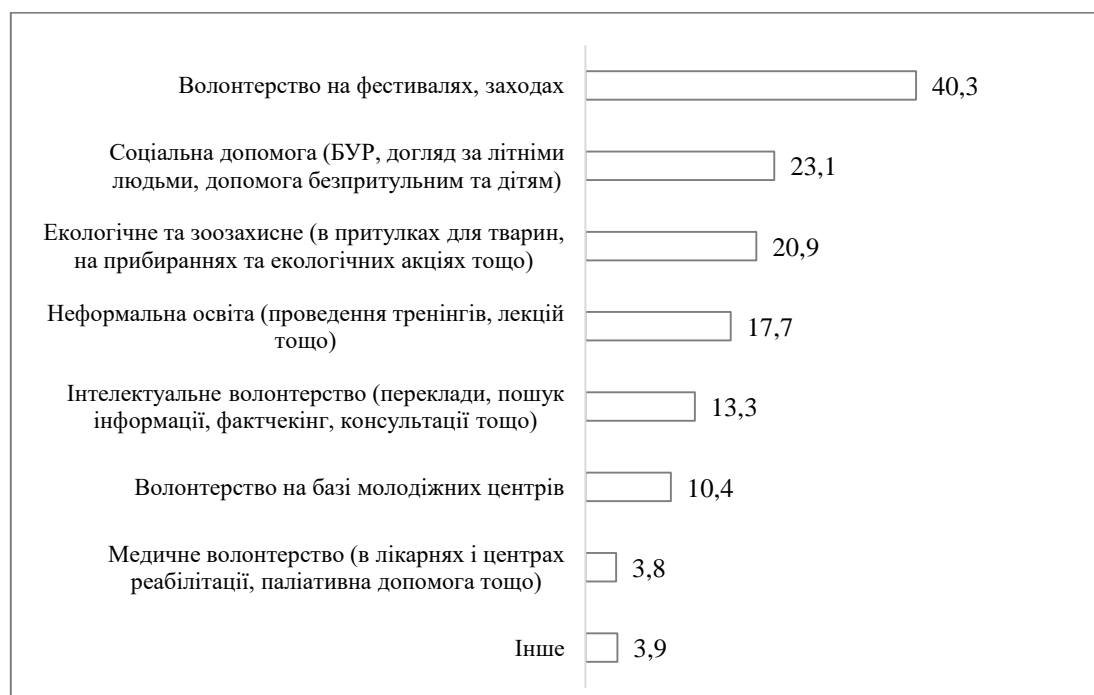 Волонтерство на фестивалях, заходах
40,3
Соціальна допомога (БУР, догляд за літніми
людьми, допомога безпритульним та дітям)
23,1
Екологічне та зоозахисне (в притулках для тварин,
на прибираннях та екологічних акціях тощо)
20,9
Неформальна освіта (проведення тренінгів, лекцій
тощо)
17,7
Інтелектуальне волонтерство (переклади, пошук
інформації, фактчекінг, консультації тощо)
13,3
Волонтерство на базі молодіжних центрів
10,4
Медичне волонтерство (в лікарнях і центрах
реабілітації, паліативна допомога тощо)
3,8
Інше
3,9